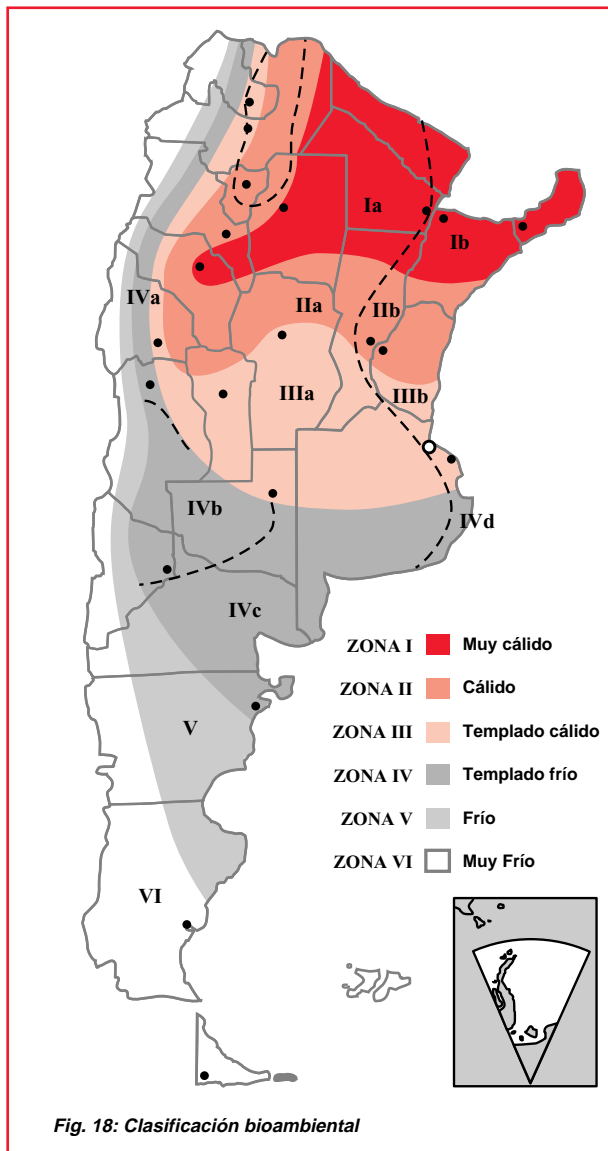 Ia
Ib
IVa
IIa
IIb
IIIa
IIIb
IVb
IVd
IVc
ZONA I Muy cálido
ZONA II Cálido
ZONA III Templado cálido
V
ZONA IV Templado frío
ZONA V Frío
ZONA VI Muy Frío
VI
Fig. 18: Clasificación bioambiental